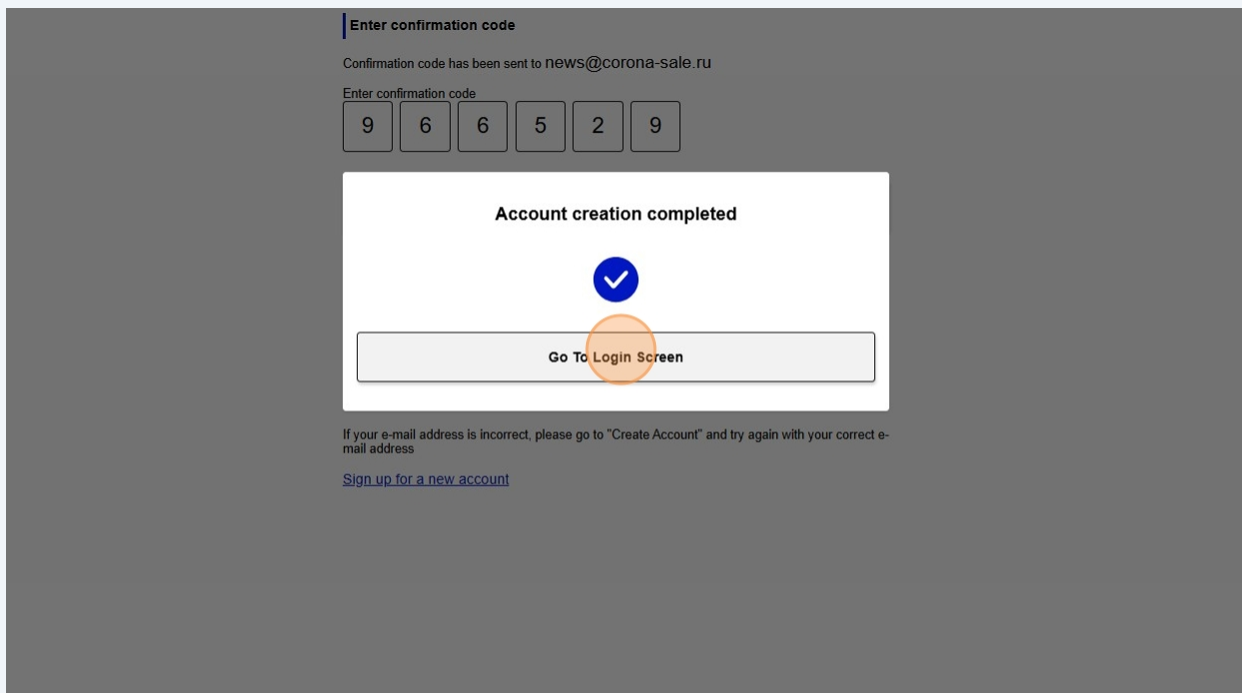 Enter confirmation code
Confirmation code has been sent to news@corona-sale.ru
Enter confirmation code
9 6 6 5 2 9
Account creation completed
Go To Login Screen
If your e-mail address is incorrect, please go to "Create Account" and try again with your correct e-
mail address
Sign up for a new account